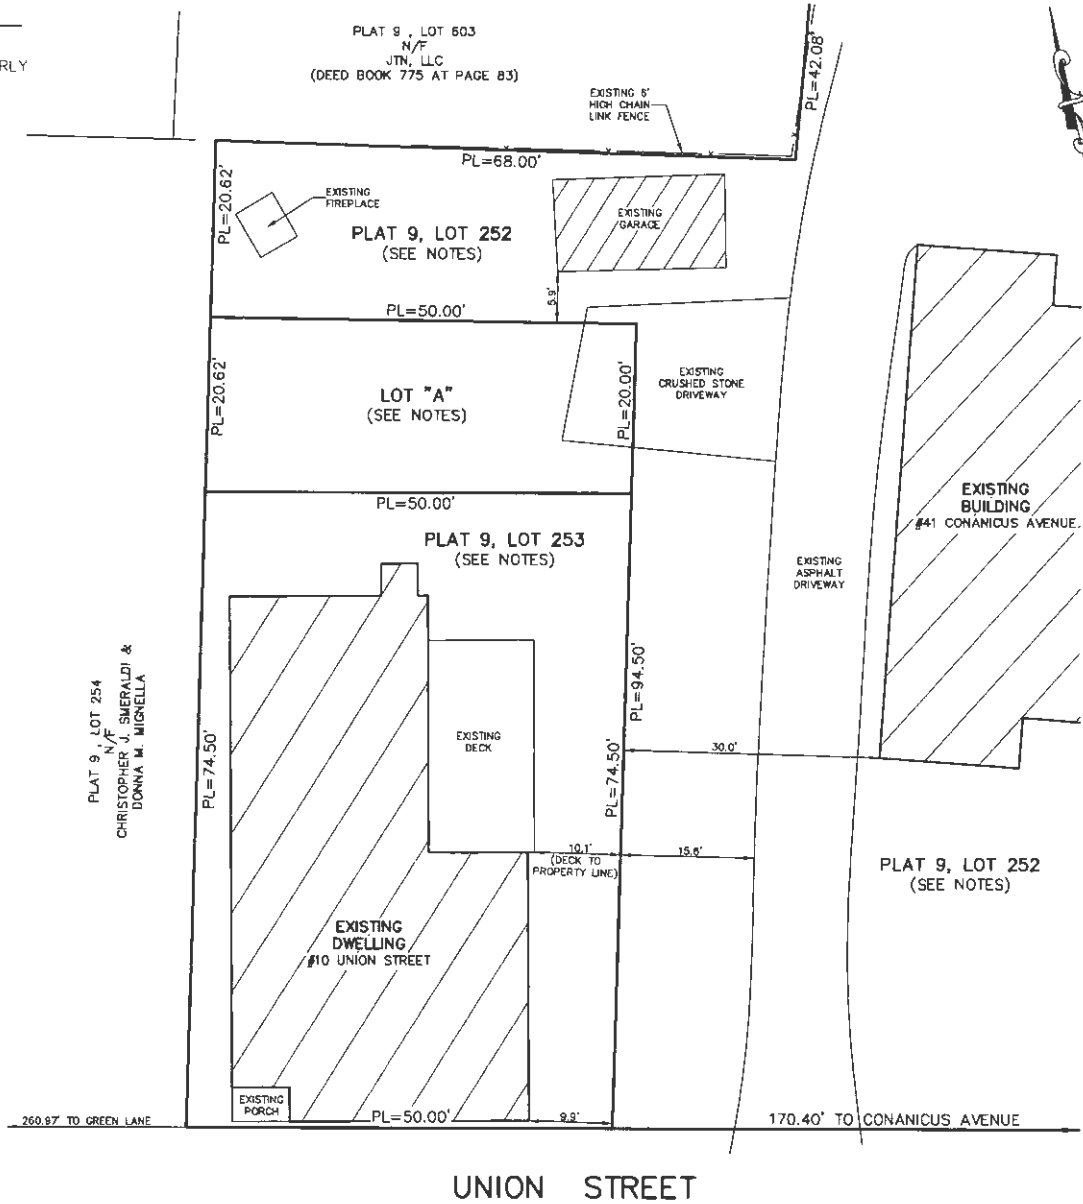 RLY
PLAT 9 , LOT 603
N/F
JTN, LLC
(DEED BOOK 775 AT PAGE 83)
PL=42.08'
EXISTING 6'
HIGH CHAIN
LINK FENCE
PL=68.00'
PL=20.62'
EXISTING
FIREPLACE
EXISTING
GARAGE
PLAT 9, LOT 252
(SEE NOTES)
5.9'
PL=50.00'
PL=20.62'
LOT "A"
(SEE NOTES)
PL=20.00'
EXISTING
CRUSHED STONE
DRIVEWAY
PL=50.00'
EXISTING
BUILDING
#41 CONANICUS AVENUE
PLAT 9, LOT 253
(SEE NOTES)
EXISTING
ASPHALT
DRIVEWAY
PLAT 9, LOT 254
N/F
CHRISTOPHER J. SMERALDI &
DONNA M. MIGNELLA
PL=74.50'
EXISTING
DECK
PL=94.50'
PL=74.50'
30.0'
10.1'
(DECK TO
PROPERTY LINE)
15.6'
PLAT 9, LOT 252
(SEE NOTES)
EXISTING
DWELLING
#10 UNION STREET
EXISTING
PORCH
260.97' TO GREEN LANE
PL=50.00'
9.9'
170.40' TO CONANICUS AVENUE
UNION STREET